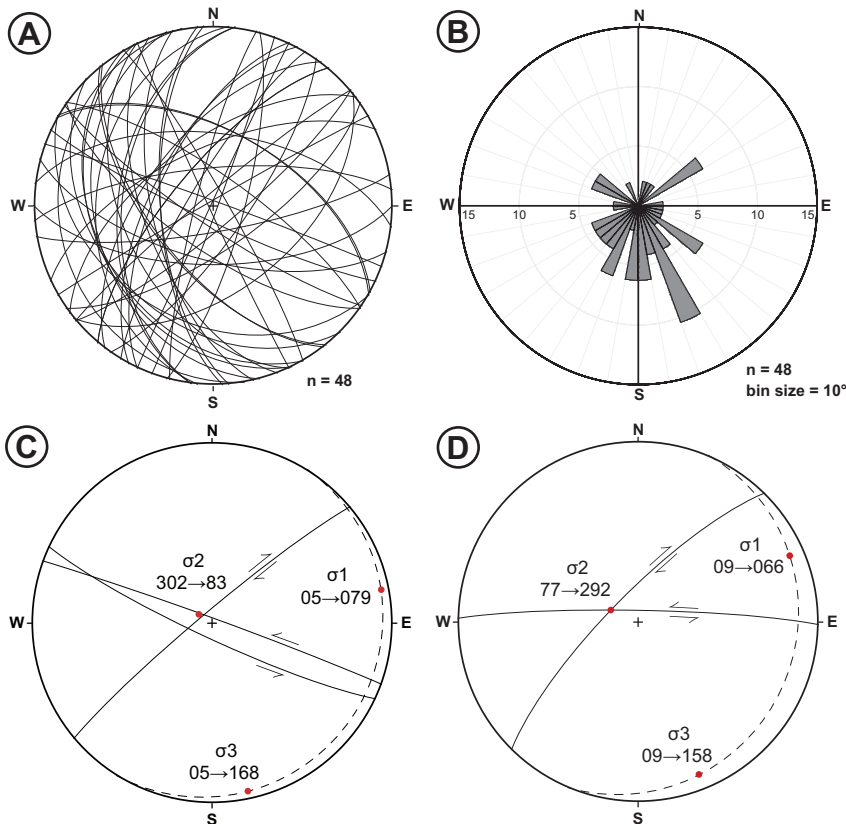 A
N
W
E
S
n = 48
B
N
W
E
15
10
5
5
10
15
S
n = 48
bin size = 10°
C
N
W
E
S
σ2
302→83
σ1
05→079
σ3
05→168
D
N
W
E
S
σ2
77→292
σ1
09→066
σ3
09→158